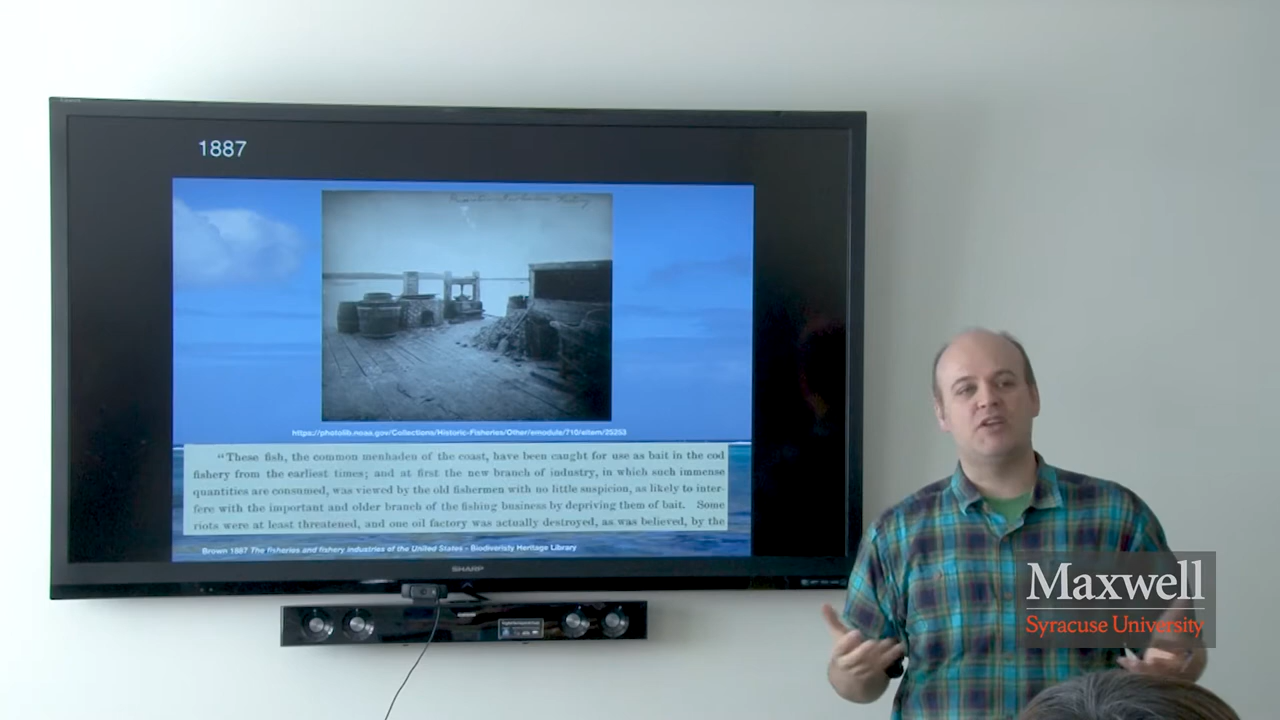 1887
https://photolib.noaa.gov/Collections/Historic-Fisheries/Other/emodule/710/eitem/25253
“These fish, the common menhaden of the coast, have been caught for use as bait in the cod
fishery from the earliest times; and at first the new branch of industry, in which such immense
quantities are consumed, was viewed by the old fishermen with no little suspicion, as likely to inter-
fere with the important and older branch of the fishing business by depriving them of bait. Some
riots were at least threatened, and one oil factory was actually destroyed, as was believed, by the
Brown 1887 The fisheries and fishery industries of the United States - Biodiveristy Heritage Library
SHARP
Maxwell
Syracuse University